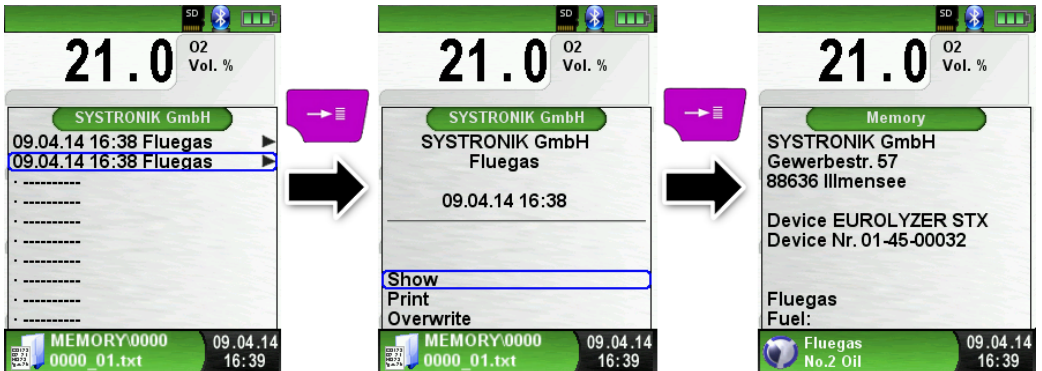 SD
21.0
O2
Vol. %
SYSTRONIK GmbH
09.04.14 16:38 Fluegas
09.04.14 16:38 Fluegas
· ----------
· ----------
· ----------
· ----------
· ----------
· ----------
· ----------
· ----------
MEMORY\0000
0000_01.txt
09.04.14
16:39
SD
21.0
O2
Vol. %
SYSTRONIK GmbH
SYSTRONIK GmbH
Fluegas
09.04.14 16:38
Show
Print
Overwrite
MEMORY\0000
0000_01.txt
09.04.14
16:39
SD
21.0
O2
Vol. %
Memory
SYSTRONIK GmbH
Gewerbestr. 57
88636 Illmensee
Device EUROLYZER STX
Device Nr. 01-45-00032
Fluegas
Fuel:
Fluegas
No.2 Oil
09.04.14
16:39